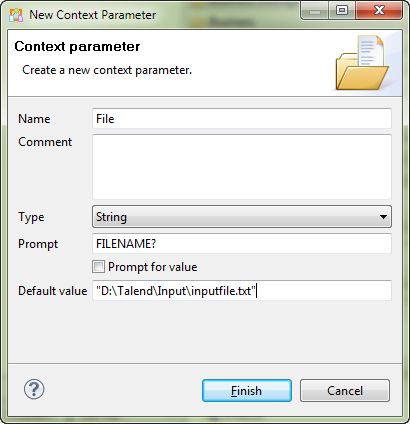 New Context Parameter
Context parameter
Create a new context parameter.
Name File
Comment
Type String
Prompt FILENAME?
Prompt for value
Default value "D:\Talend\Input\inputfile.txt"
? Finish Cancel